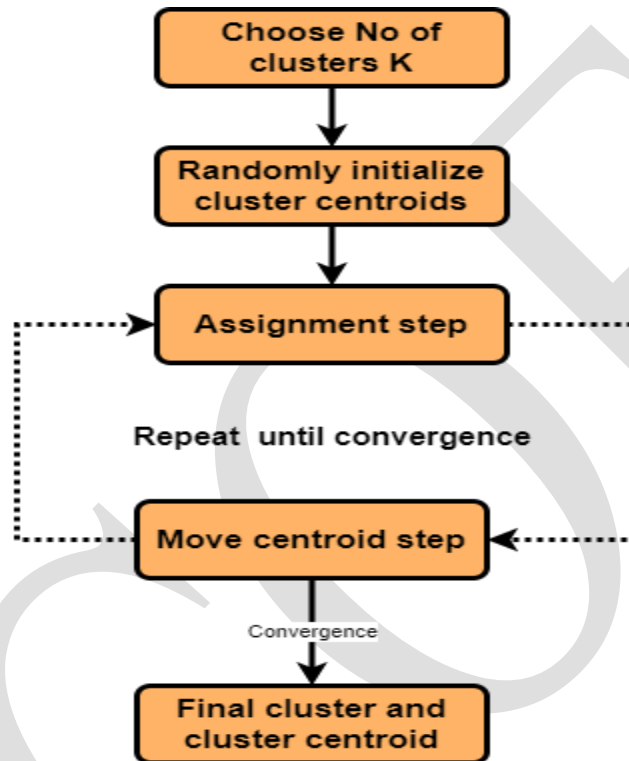 Choose No of
clusters K
Randomly initialize
cluster centroids
Assignment step
Repeat until convergence
Move centroid step
Convergence
Final cluster and
cluster centroid